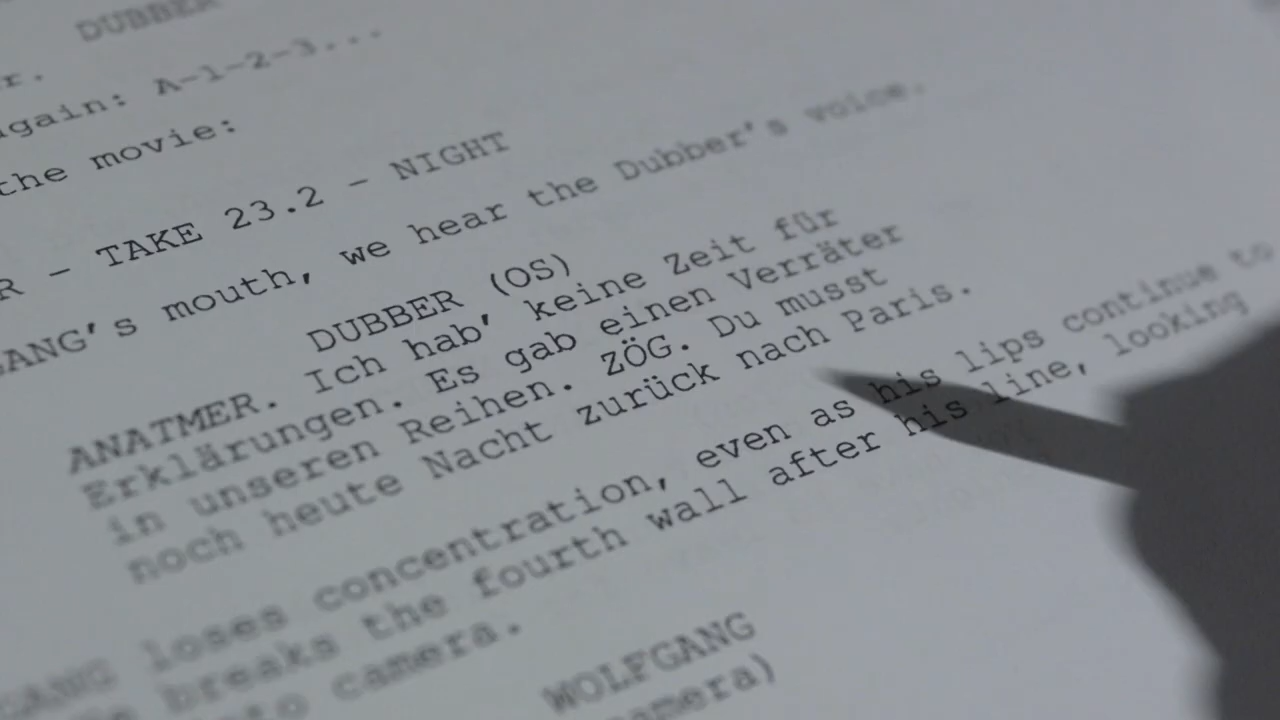 DUBBER
r.
again: A-1-2-3...
the movie:
R – TAKE 23.2 – NIGHT
GANG's mouth, we hear the Dubber's voice.
DUBBER (OS)
ANATMER. Ich hab' keine Zeit für
Erklärungen. Es gab einen Verräter
in unseren Reihen. ZÖG. Du musst
noch heute Nacht zurück nach Paris.
GANG loses concentration, even as his lips continue to
breaks the fourth wall after his line, looking
into camera.
WOLFGANG
camera)